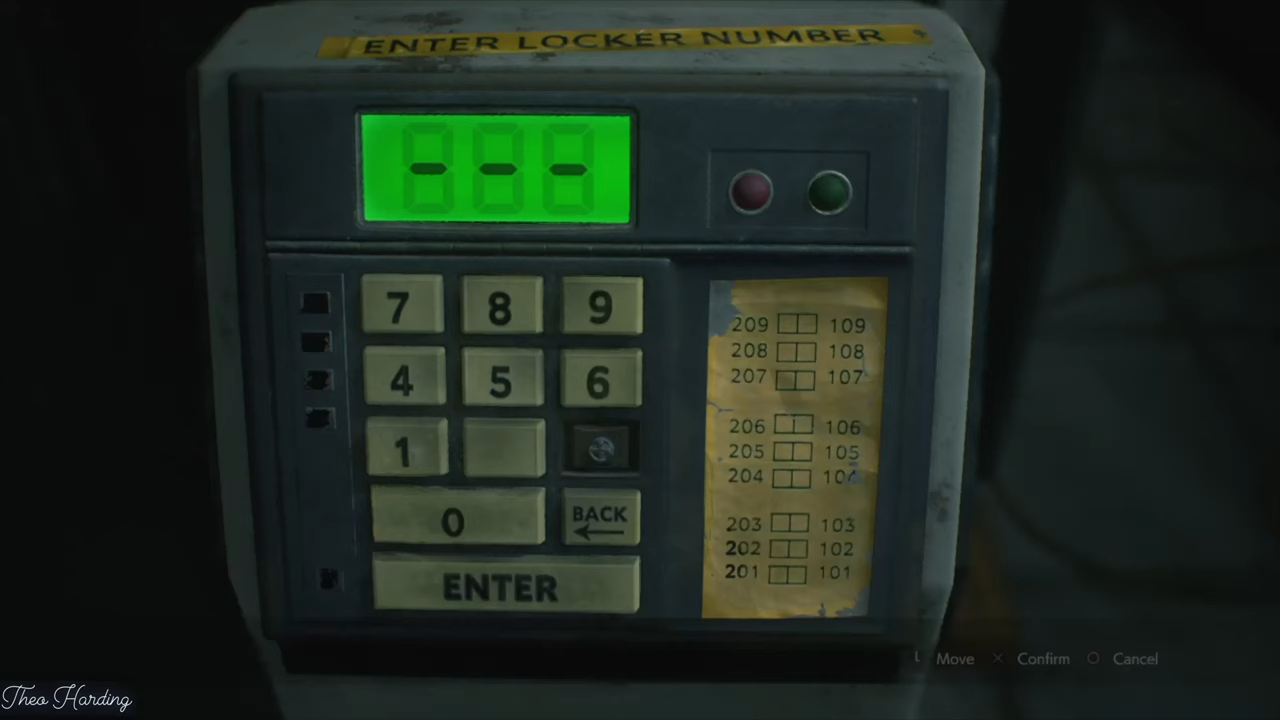 ENTER LOCKER NUMBER
- - -
7 8 9
4 5 6
1
0 BACK
ENTER
209 109
208 108
207 107
206 106
205 105
204 104
203 103
202 102
201 101
Move Confirm Cancel
Theo Harding